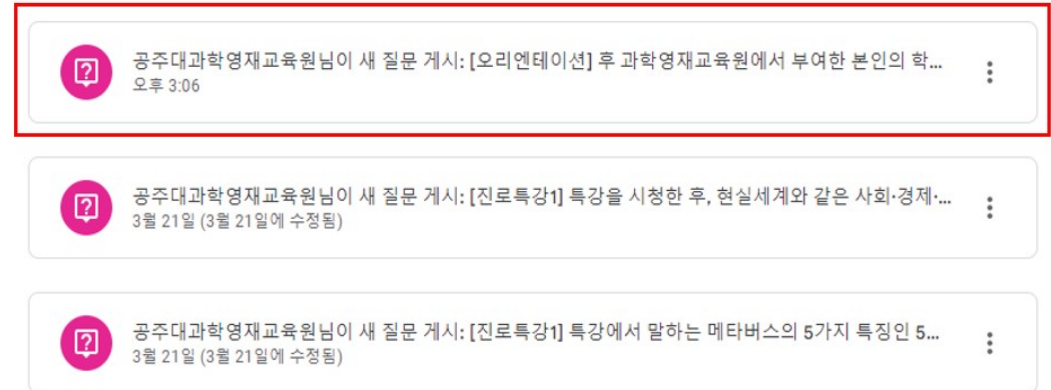 공주대과학영재교육원님이 새 질문 게시: [오리엔테이션] 후 과학영재교육원에서 부여한 본인의 학...
오후 3:06
공주대과학영재교육원님이 새 질문 게시: [진로특강1] 특강을 시청한 후, 현실세계와 같은 사회·경제·...
3월 21일 (3월 21일에 수정됨)
공주대과학영재교육원님이 새 질문 게시: [진로특강1] 특강에서 말하는 메타버스의 5가지 특징인 5...
3월 21일 (3월 21일에 수정됨)